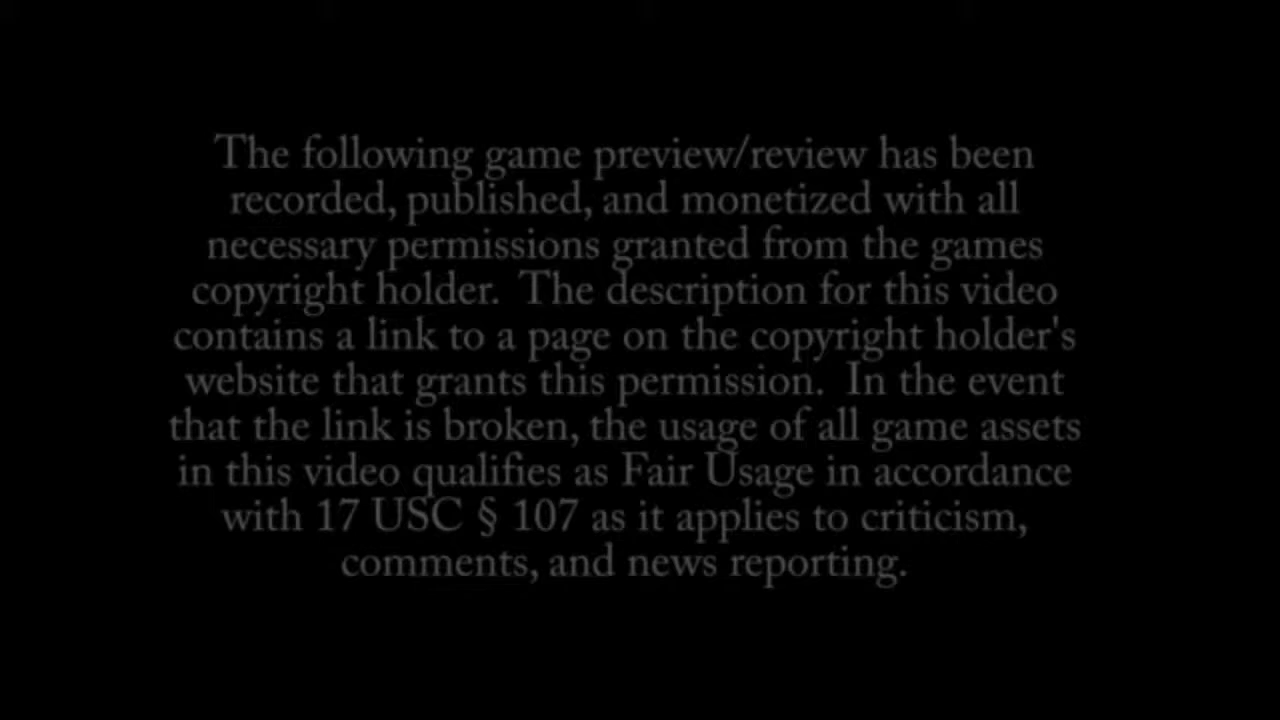 The following game preview/review has been
recorded, published, and monetized with all
necessary permissions granted from the games
copyright holder.  The description for this video
contains a link to a page on the copyright holder's
website that grants this permission.  In the event
that the link is broken, the usage of all game assets
in this video qualifies as Fair Usage in accordance
with 17 USC § 107 as it applies to criticism,
comments, and news reporting.